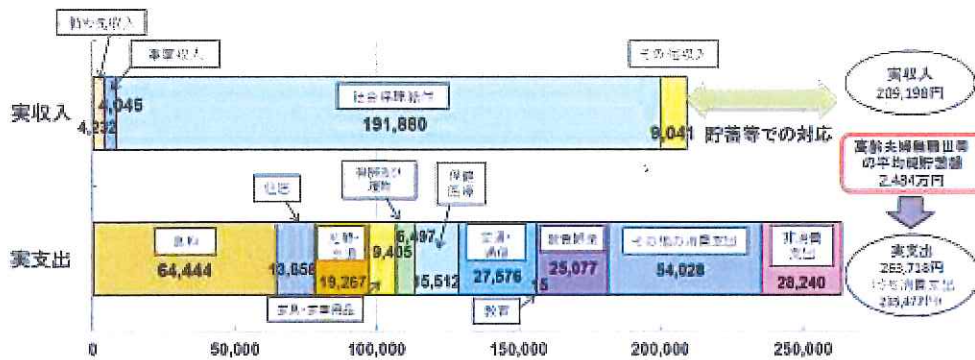 事業収入
その他収入
実収入
4,232
4,045
社会保障給付
191,880
9,041
貯蓄等での対応
実収入
209,198円
高齢夫婦無職世帯
の平均純貯蓄額
2,484万円
住居
被服及び
履物
保健
医療
実支出
食料
64,444
13,656
光熱・
水道
19,267
9,405
6,497
15,512
交通・
通信
27,576
15
教養娯楽
25,077
その他の消費支出
54,028
非消費
支出
28,240
家具・家事用品
教育
実支出
263,718円
0
50,000
100,000
150,000
200,000
250,000